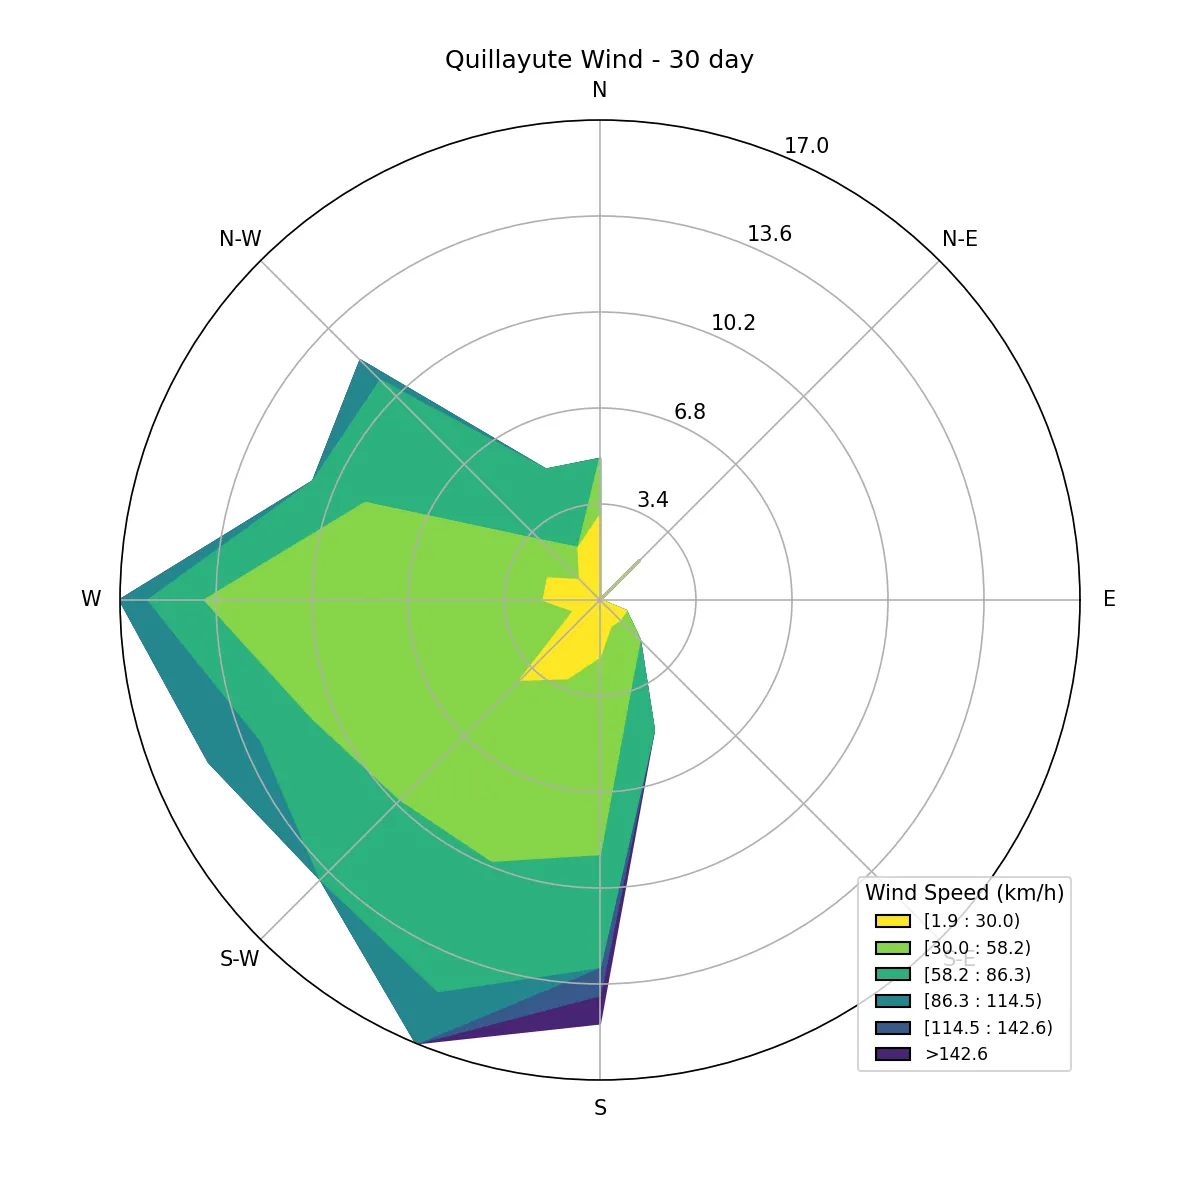 Quillayute Wind - 30 day
N
17.0
N-W
13.6
N-E
10.2
6.8
3.4
W
E
S-W
S-E
S
Wind Speed (km/h)
[1.9 : 30.0)
[30.0 : 58.2)
[58.2 : 86.3)
[86.3 : 114.5)
[114.5 : 142.6)
>142.6